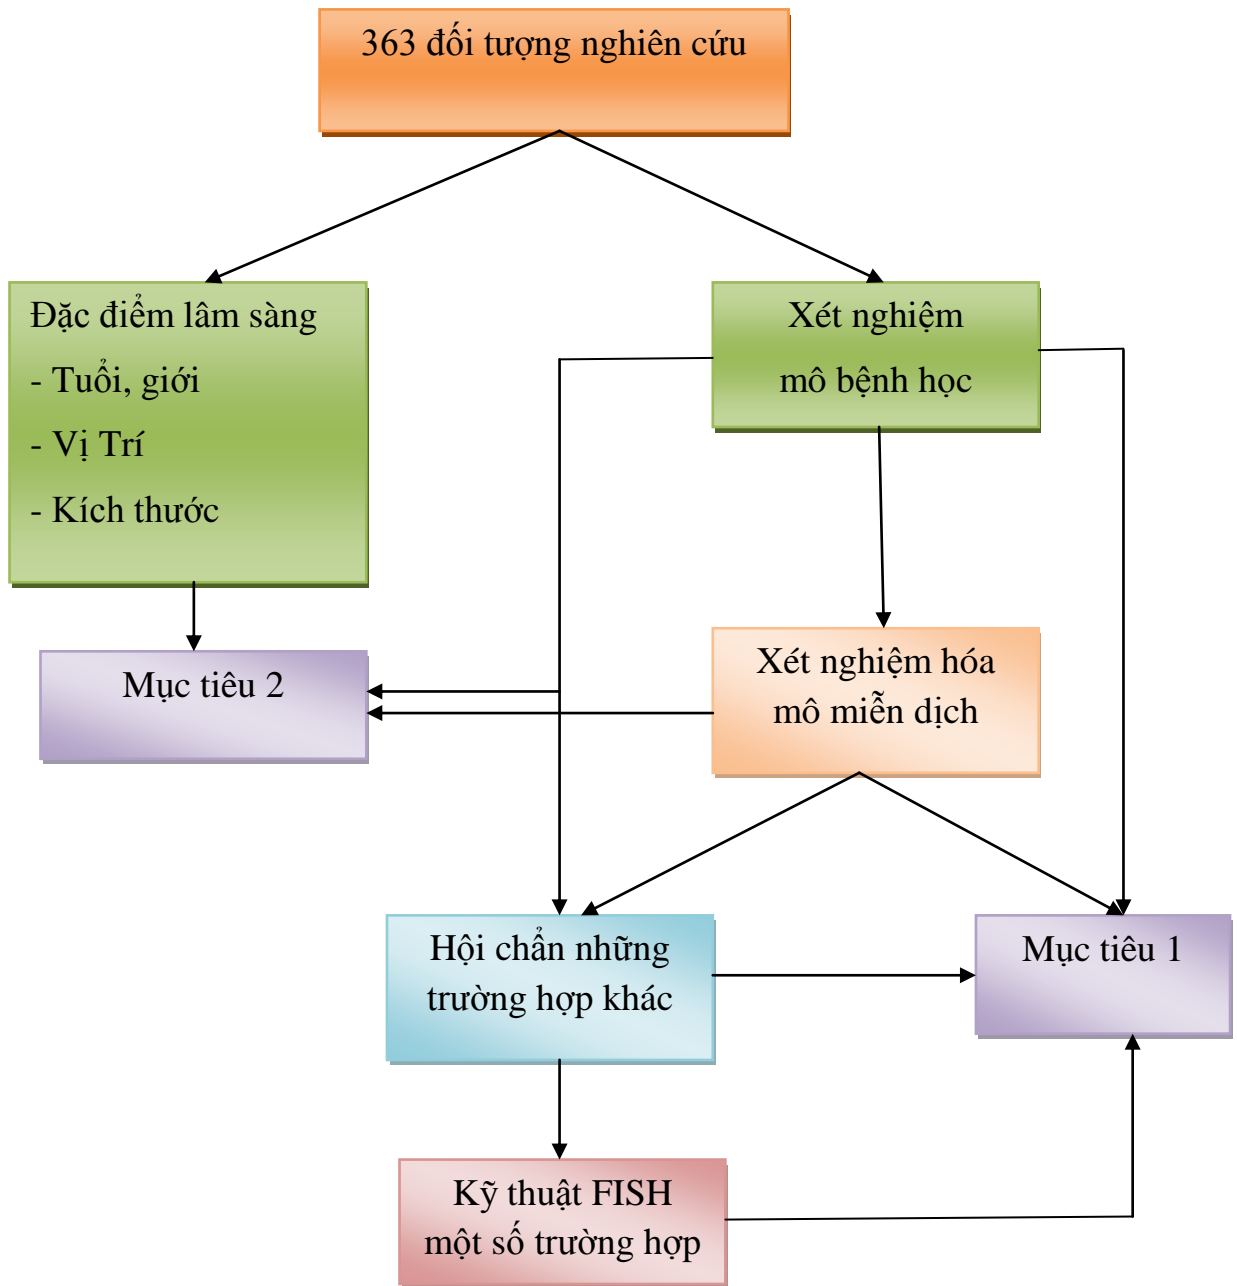 363 đối tượng nghiên cứu
Đặc điểm lâm sàng
- Tuổi, giới
- Vị Trí
- Kích thước
Xét nghiệm
mô bệnh học
Mục tiêu 2
Xét nghiệm hóa
mô miễn dịch
Hội chẩn những
trường hợp khác
Mục tiêu 1
Kỹ thuật FISH
một số trường hợp